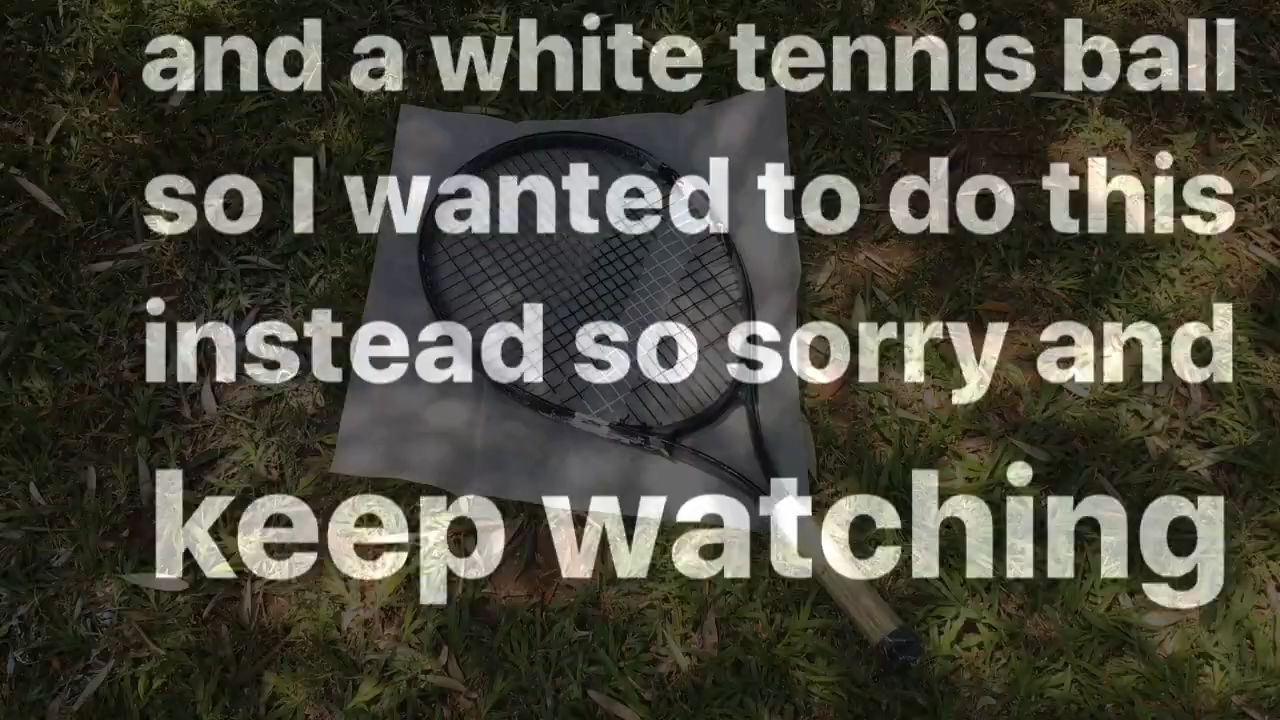 and a white tennis ball
so I wanted to do this
instead so sorry and
keep watching